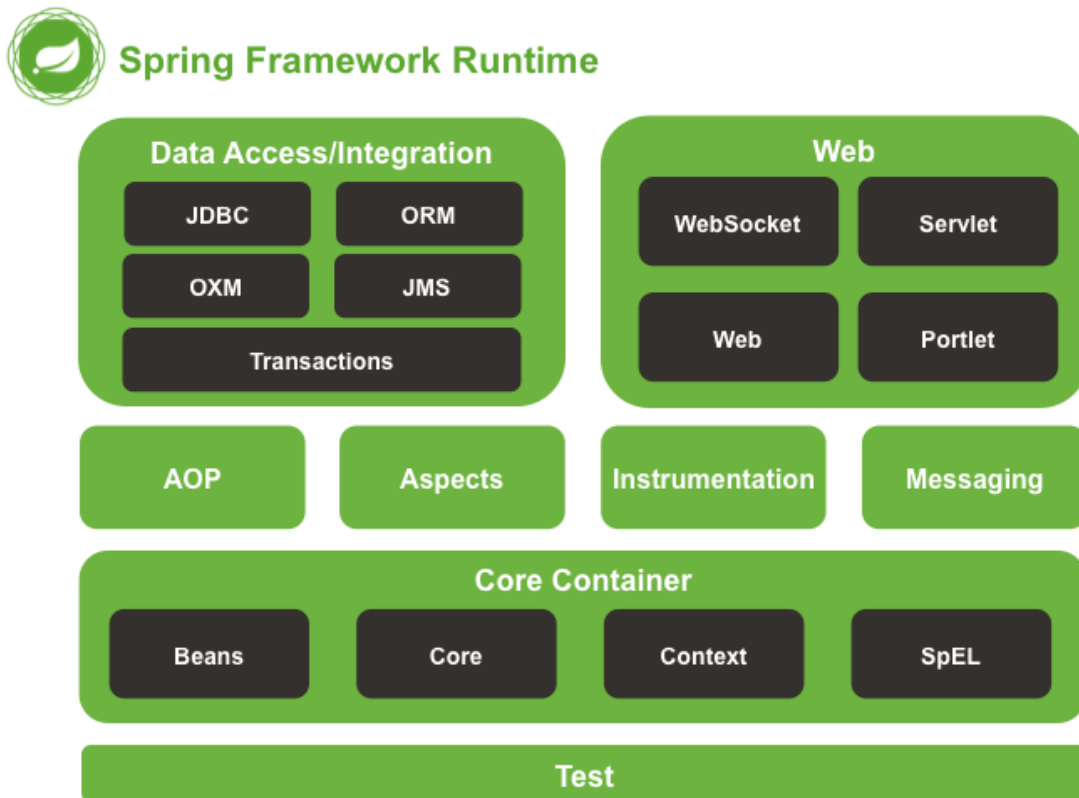 Spring Framework Runtime
Data Access/Integration
JDBC
ORM
OXM
JMS
Transactions
Web
WebSocket
Servlet
Web
Portlet
AOP
Aspects
Instrumentation
Messaging
Core Container
Beans
Core
Context
SpEL
Test